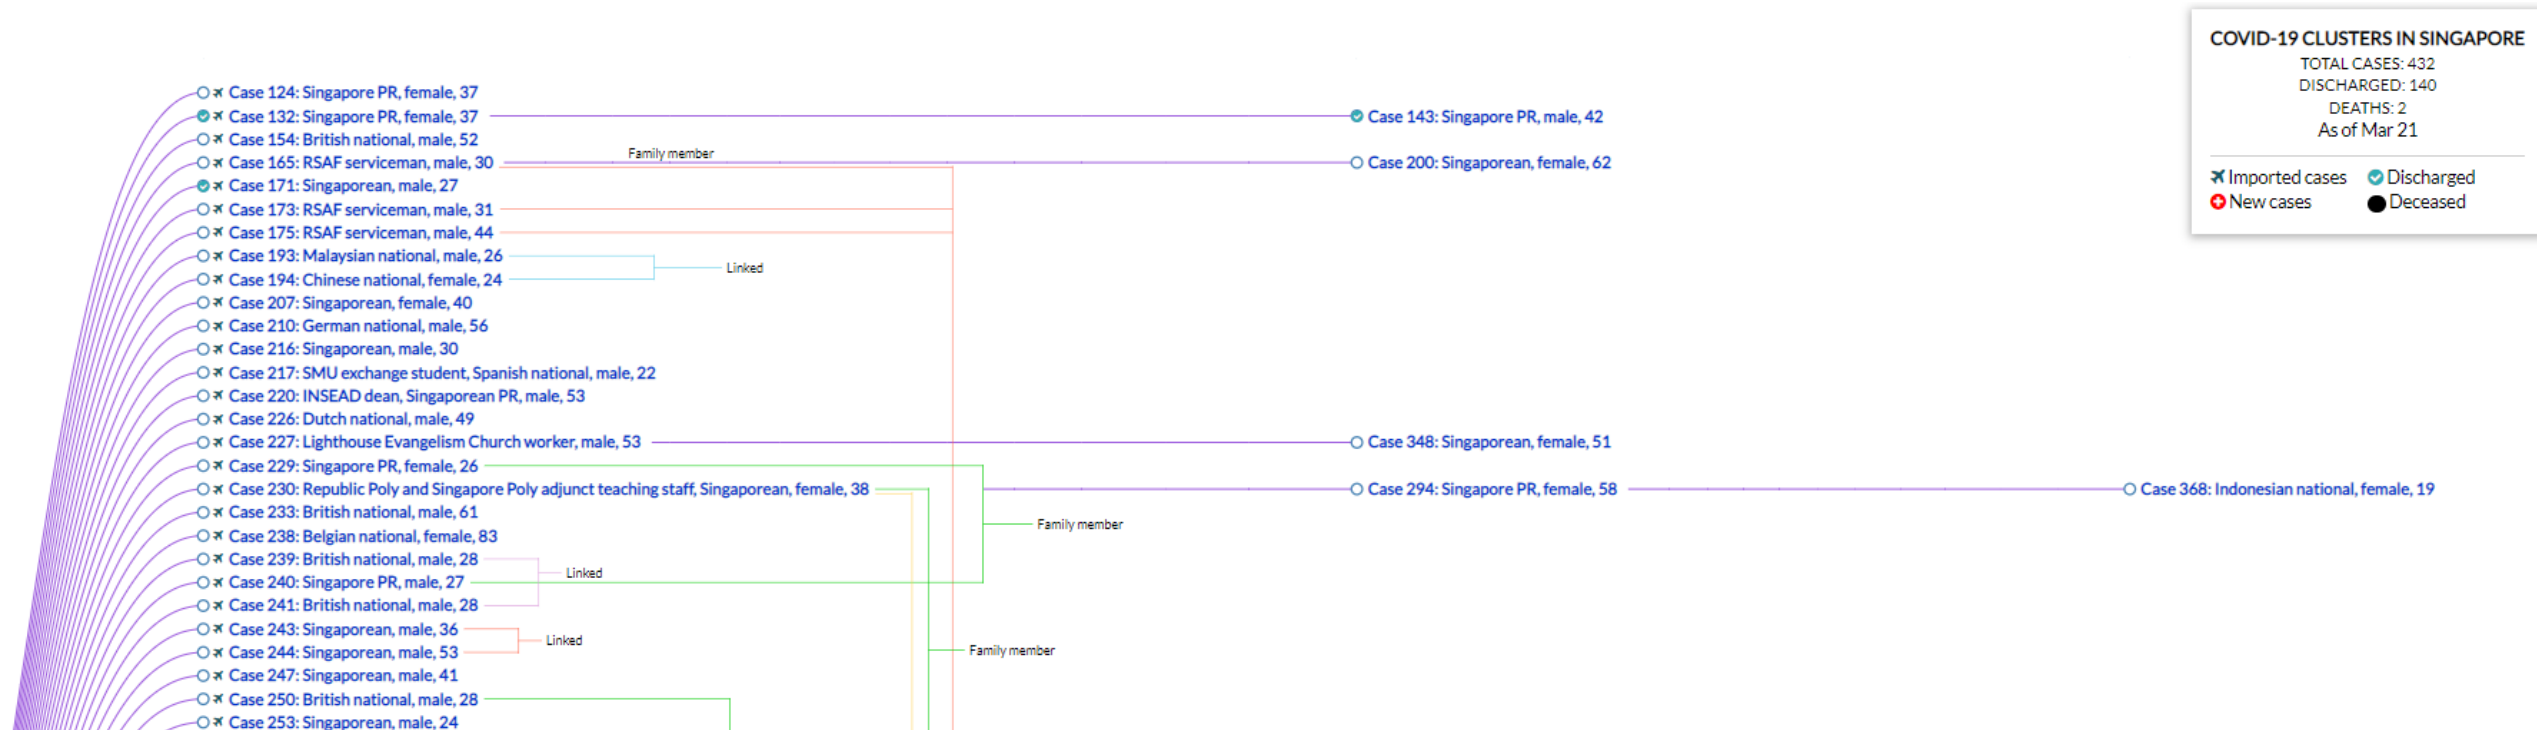 COVID-19 CLUSTERS IN SINGAPORE
TOTAL CASES: 432
DISCHARGED: 140
DEATHS: 2
As of Mar 21
Imported cases Discharged
New cases Deceased
Case 124: Singapore PR, female, 37
Case 132: Singapore PR, female, 37 Case 143: Singapore PR, male, 42
Case 154: British national, male, 52
Family member
Case 165: RSAF serviceman, male, 30 Case 200: Singaporean, female, 62
Case 171: Singaporean, male, 27
Case 173: RSAF serviceman, male, 31
Case 175: RSAF serviceman, male, 44
Case 193: Malaysian national, male, 26
Linked
Case 194: Chinese national, female, 24
Case 207: Singaporean, female, 40
Case 210: German national, male, 56
Case 216: Singaporean, male, 30
Case 217: SMU exchange student, Spanish national, male, 22
Case 220: INSEAD dean, Singaporean PR, male, 53
Case 226: Dutch national, male, 49
Case 227: Lighthouse Evangelism Church worker, male, 53 Case 348: Singaporean, female, 51
Case 229: Singapore PR, female, 26
Case 230: Republic Poly and Singapore Poly adjunct teaching staff, Singaporean, female, 38 Case 294: Singapore PR, female, 58 Case 368: Indonesian national, female, 19
Case 233: British national, male, 61
Family member
Case 238: Belgian national, female, 83
Case 239: British national, male, 28
Linked
Case 240: Singapore PR, male, 27
Case 241: British national, male, 28
Case 243: Singaporean, male, 36
Linked
Case 244: Singaporean, male, 53
Family member
Case 247: Singaporean, male, 41
Case 250: British national, male, 28
Case 253: Singaporean, male, 24